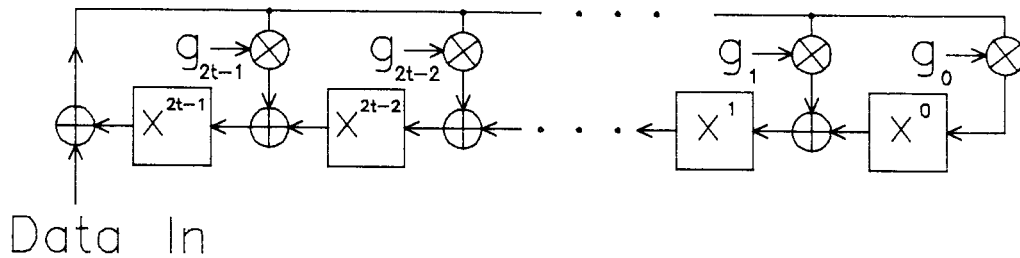 g₂ₜ₋₁ g₂ₜ₋₂ g₁ g₀
X²ᵗ⁻¹ X²ᵗ⁻² X¹ X⁰
Data In